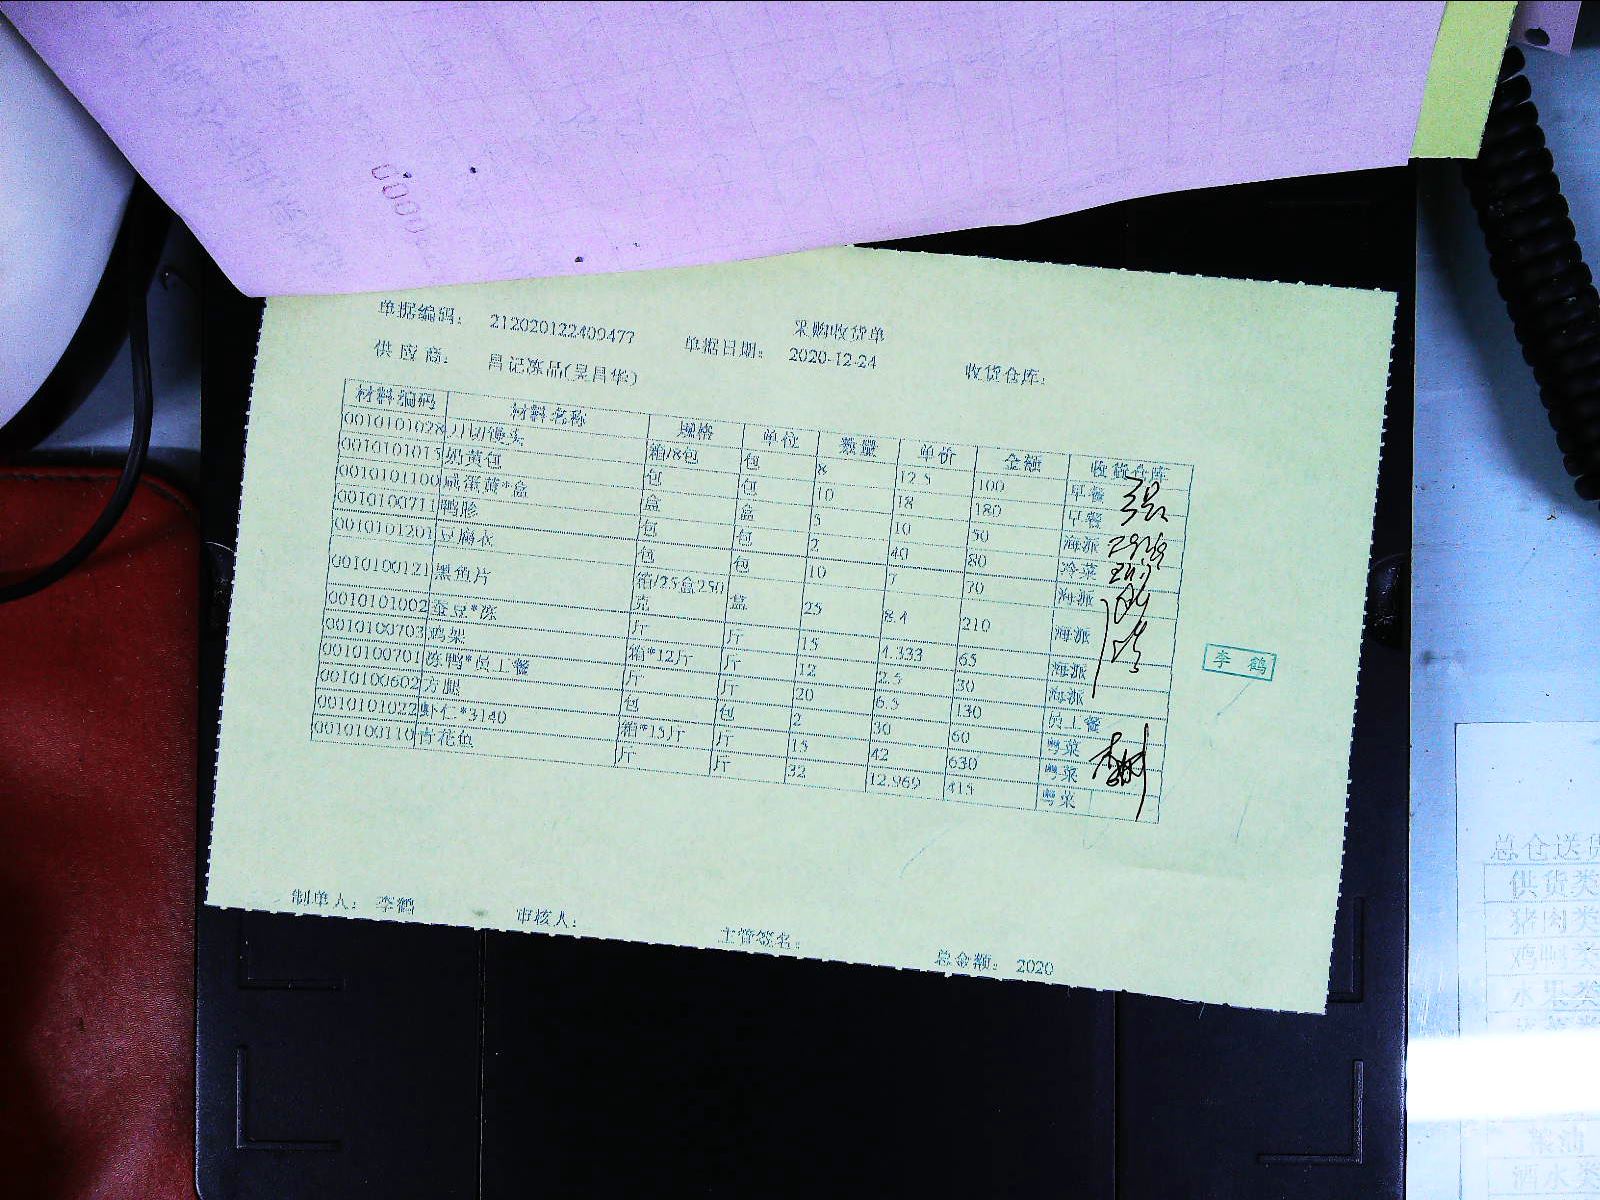 采购收货单
单据编码： 212020122409477 单据日期： 2020-12-24 收货仓库：
供应商： 昌记冻品(吴昌华)
材料编码 材料名称 规格 单位 数量 单价 金额 收货仓库
0010101028 刀切馒头 箱/8包 包 8 12.5 100 早餐
0010101015 奶黄包 包 包 10 18 180 早餐
0010101100 咸蛋黄*盒 盒 盒 5 10 50 海派
0010100711 鸭胗 包 包 2 40 80 冷菜
0010101201 豆腐衣 包 包 10 7 70 海派
0010100121 黑鱼片 箱/25盒250克 盒 25 8.4 210 海派
0010101002 蚕豆*冻 斤 斤 15 4.333 65 海派
0010100703 鸡架 箱*12斤 斤 12 2.5 30 海派
0010100701 冻鸭*员工餐 斤 斤 20 6.5 130 员工餐
0010100602 方腿 包 包 2 30 60 粤菜
0010101022 虾仁*3140 箱*15斤 斤 15 42 630 粤菜
0010100110 青花鱼 斤 斤 32 12.969 415 粤菜
李 鹤
制单人： 李鹤 审核人： 主管签名： 总金额： 2020
总仓送货
供货类
猪肉类
水果类
粮油
酒水类